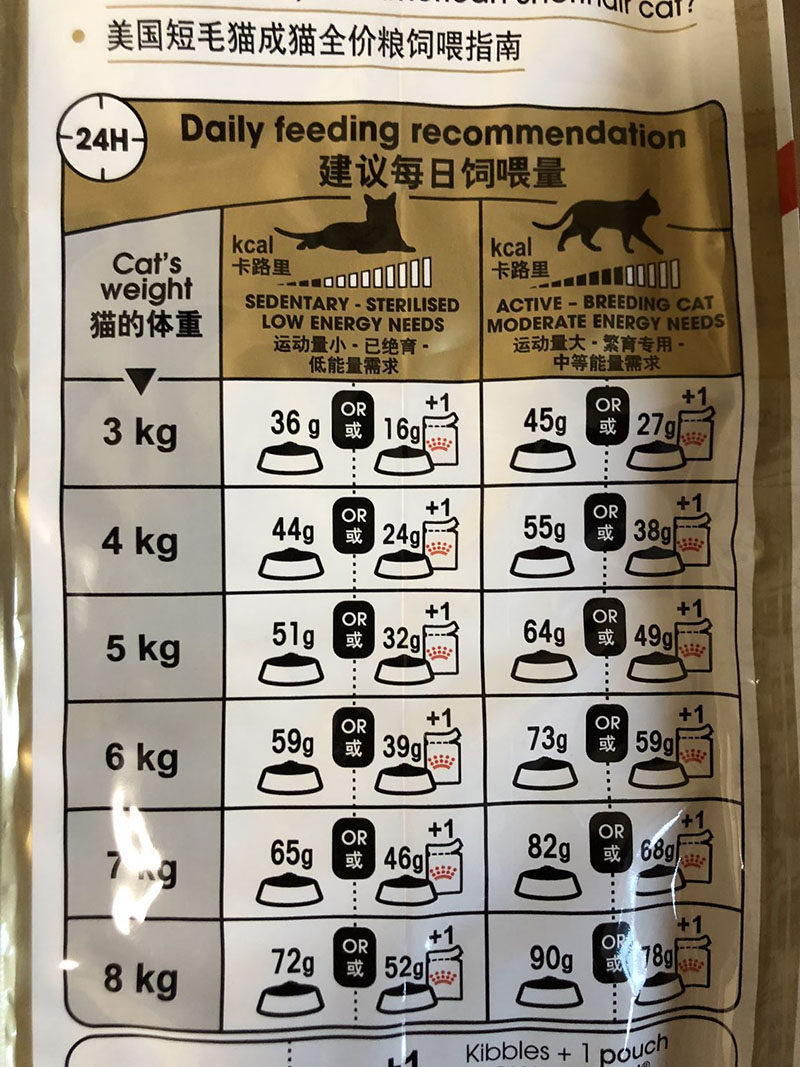 cat?
美国短毛猫成猫全价粮饲喂指南
24H
Daily feeding recommendation
建议每日饲喂量
Cat's
weight
猫的体重
kcal
卡路里
SEDENTARY - STERILISED
LOW ENERGY NEEDS
运动量小 - 已绝育 -
低能量需求
kcal
卡路里
ACTIVE - BREEDING CAT
MODERATE ENERGY NEEDS
运动量大 - 繁育专用 -
中等能量需求
3 kg 36 g OR 或 16g +1 45g OR 或 27g +1
4 kg 44g OR 或 24g +1 55g OR 或 38g +1
5 kg 51g OR 或 32g +1 64g OR 或 49g +1
6 kg 59g OR 或 39g +1 73g OR 或 59g +1
7 kg 65g OR 或 46g +1 82g OR 或 68g +1
8 kg 72g OR 或 52g +1 90g OR 或 78g +1
+1 Kibbles + 1 pouch